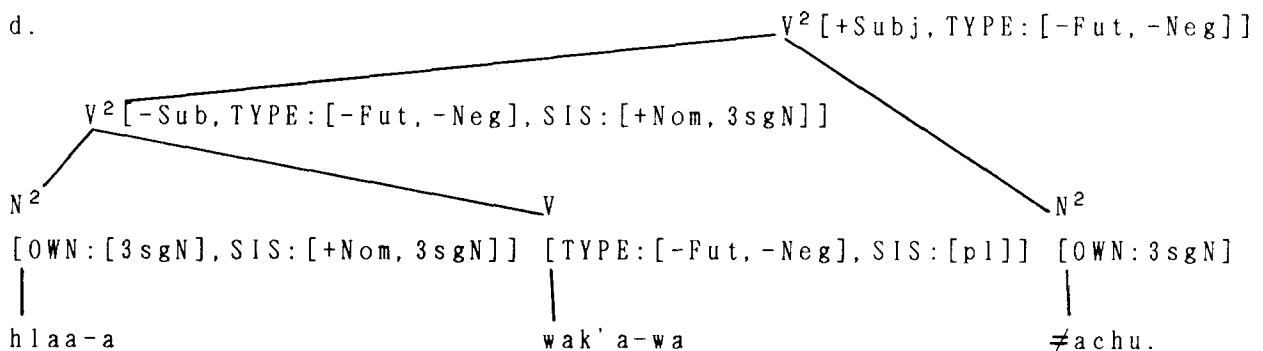 d. V²[+Subj, TYPE:[-Fut, -Neg]]
V²[-Sub, TYPE:[-Fut, -Neg], SIS:[+Nom, 3sgN]]
N² V N²
[OWN:[3sgN], SIS:[+Nom, 3sgN]] [TYPE:[-Fut, -Neg], SIS:[pl]] [OWN:3sgN]
hlaa-a wak'a-wa ≠achu.